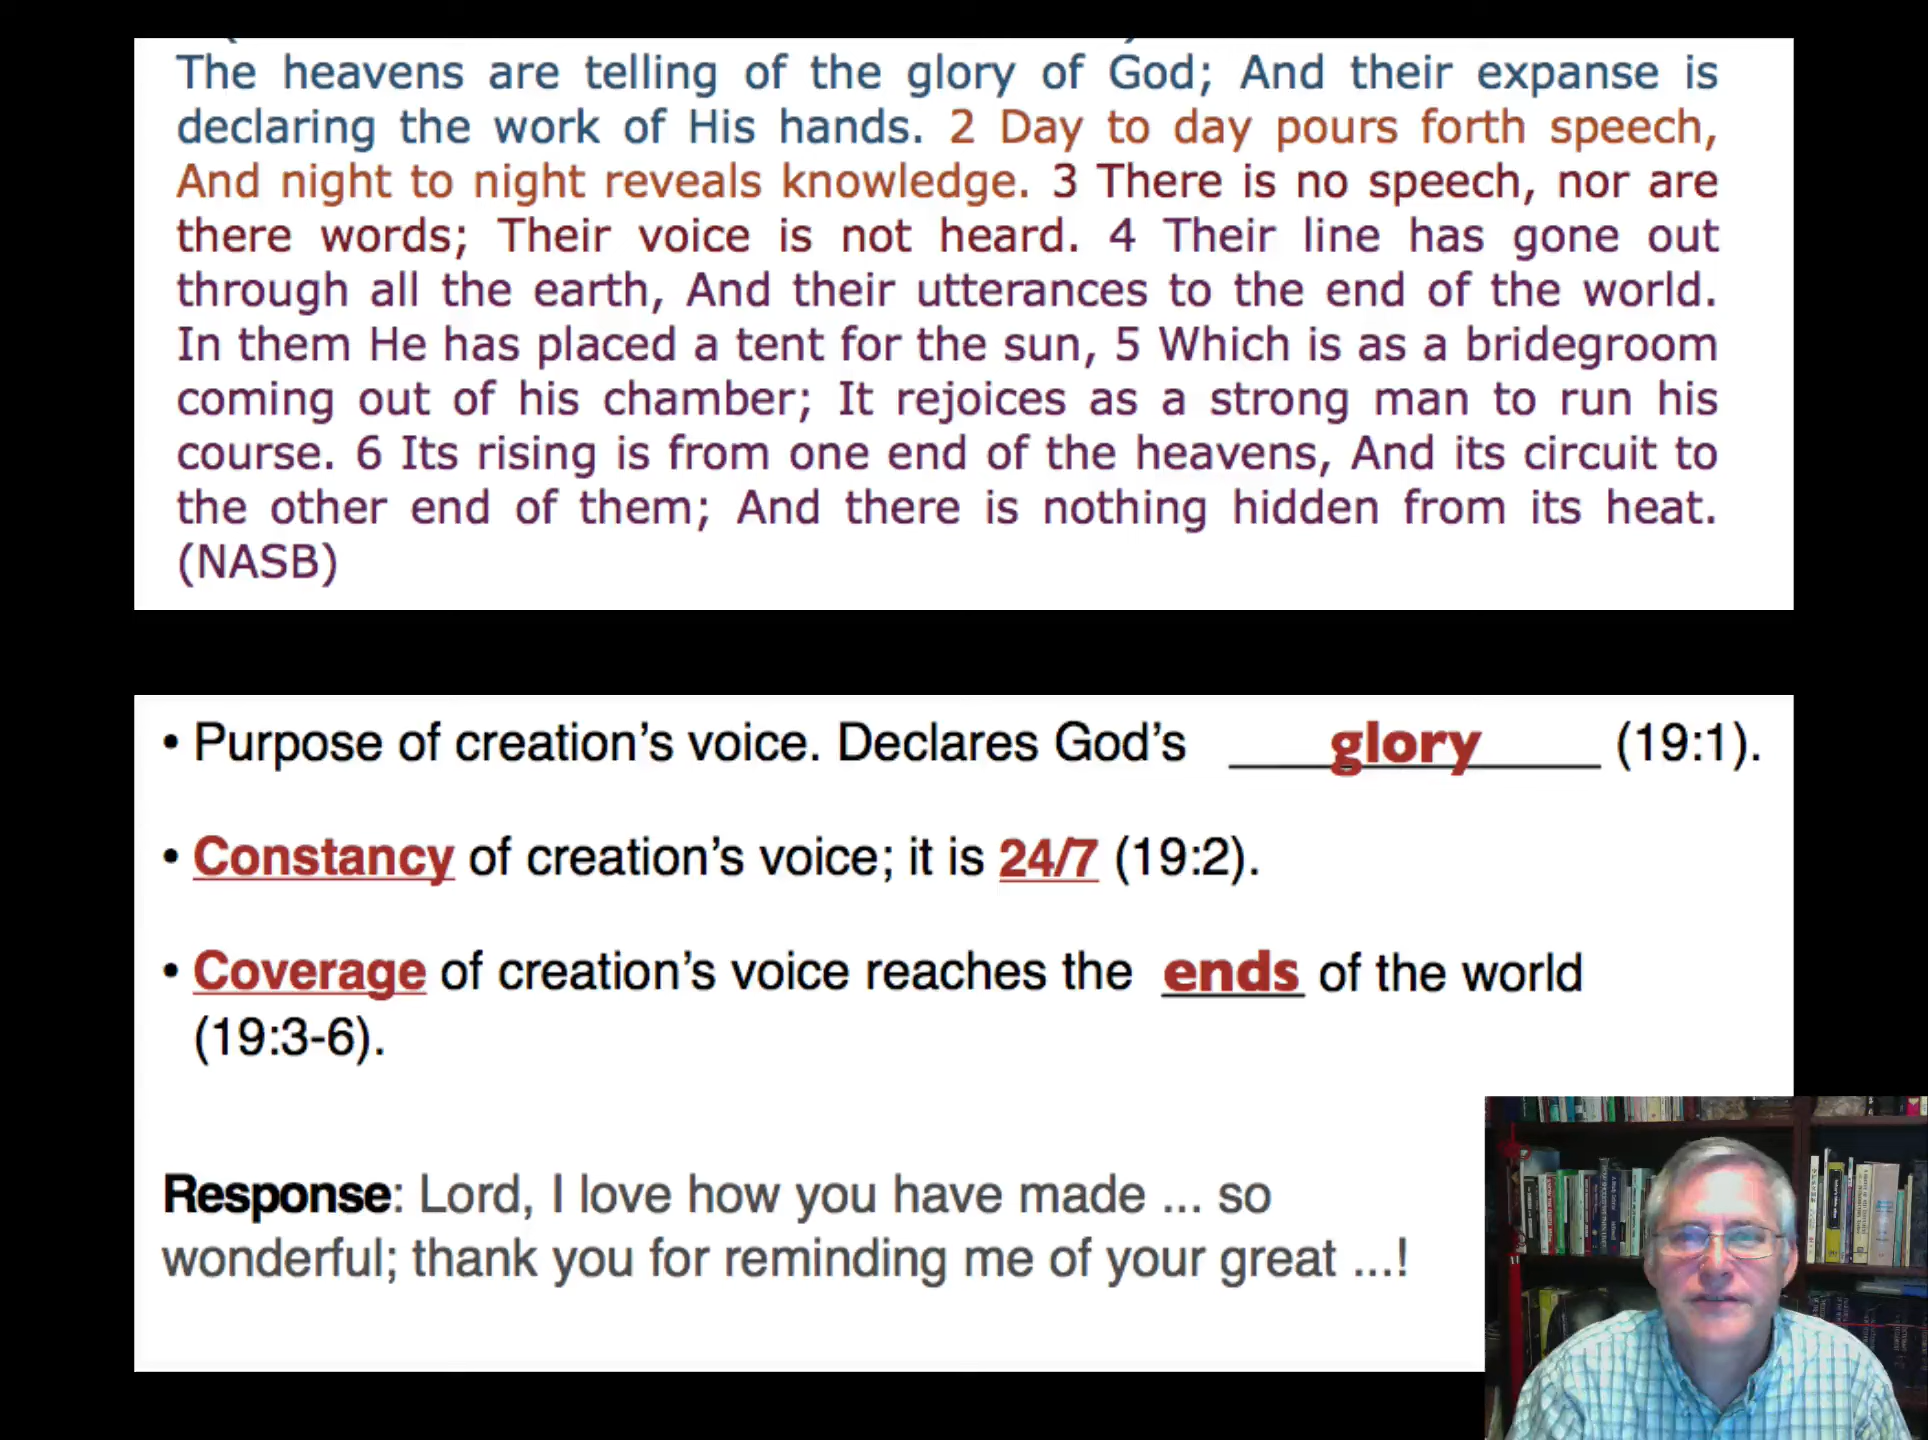 The heavens are telling of the glory of God; And their expanse is
declaring the work of His hands. 2 Day to day pours forth speech,
And night to night reveals knowledge. 3 There is no speech, nor are
there words; Their voice is not heard. 4 Their line has gone out
through all the earth, And their utterances to the end of the world.
In them He has placed a tent for the sun, 5 Which is as a bridegroom
coming out of his chamber; It rejoices as a strong man to run his
course. 6 Its rising is from one end of the heavens, And its circuit to
the other end of them; And there is nothing hidden from its heat.
(NASB)
• Purpose of creation’s voice. Declares God’s glory (19:1).
• Constancy of creation’s voice; it is 24/7 (19:2).
• Coverage of creation’s voice reaches the ends of the world
(19:3-6).
Response: Lord, I love how you have made ... so
wonderful; thank you for reminding me of your great ...!